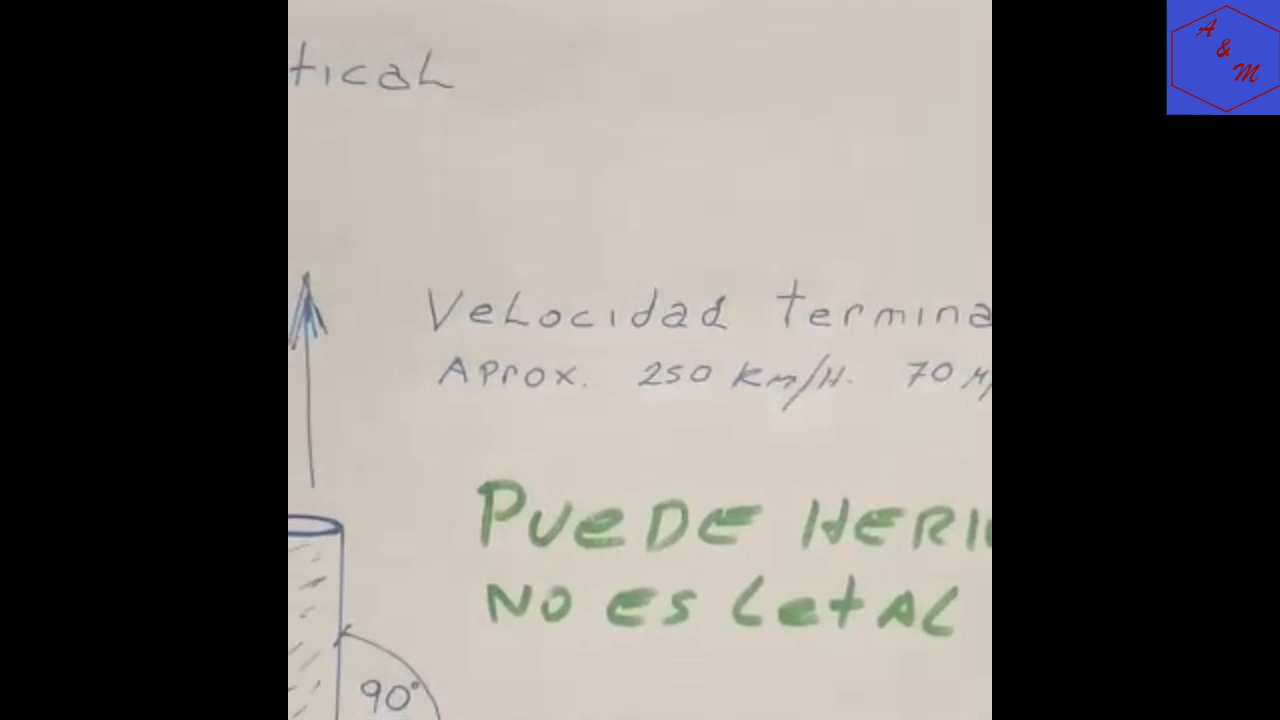 tical
A
&
M
Velocidad termina
Aprox. 250 Km/H. 70 M/
PUEDE HERI
NO ES LetAL
90°